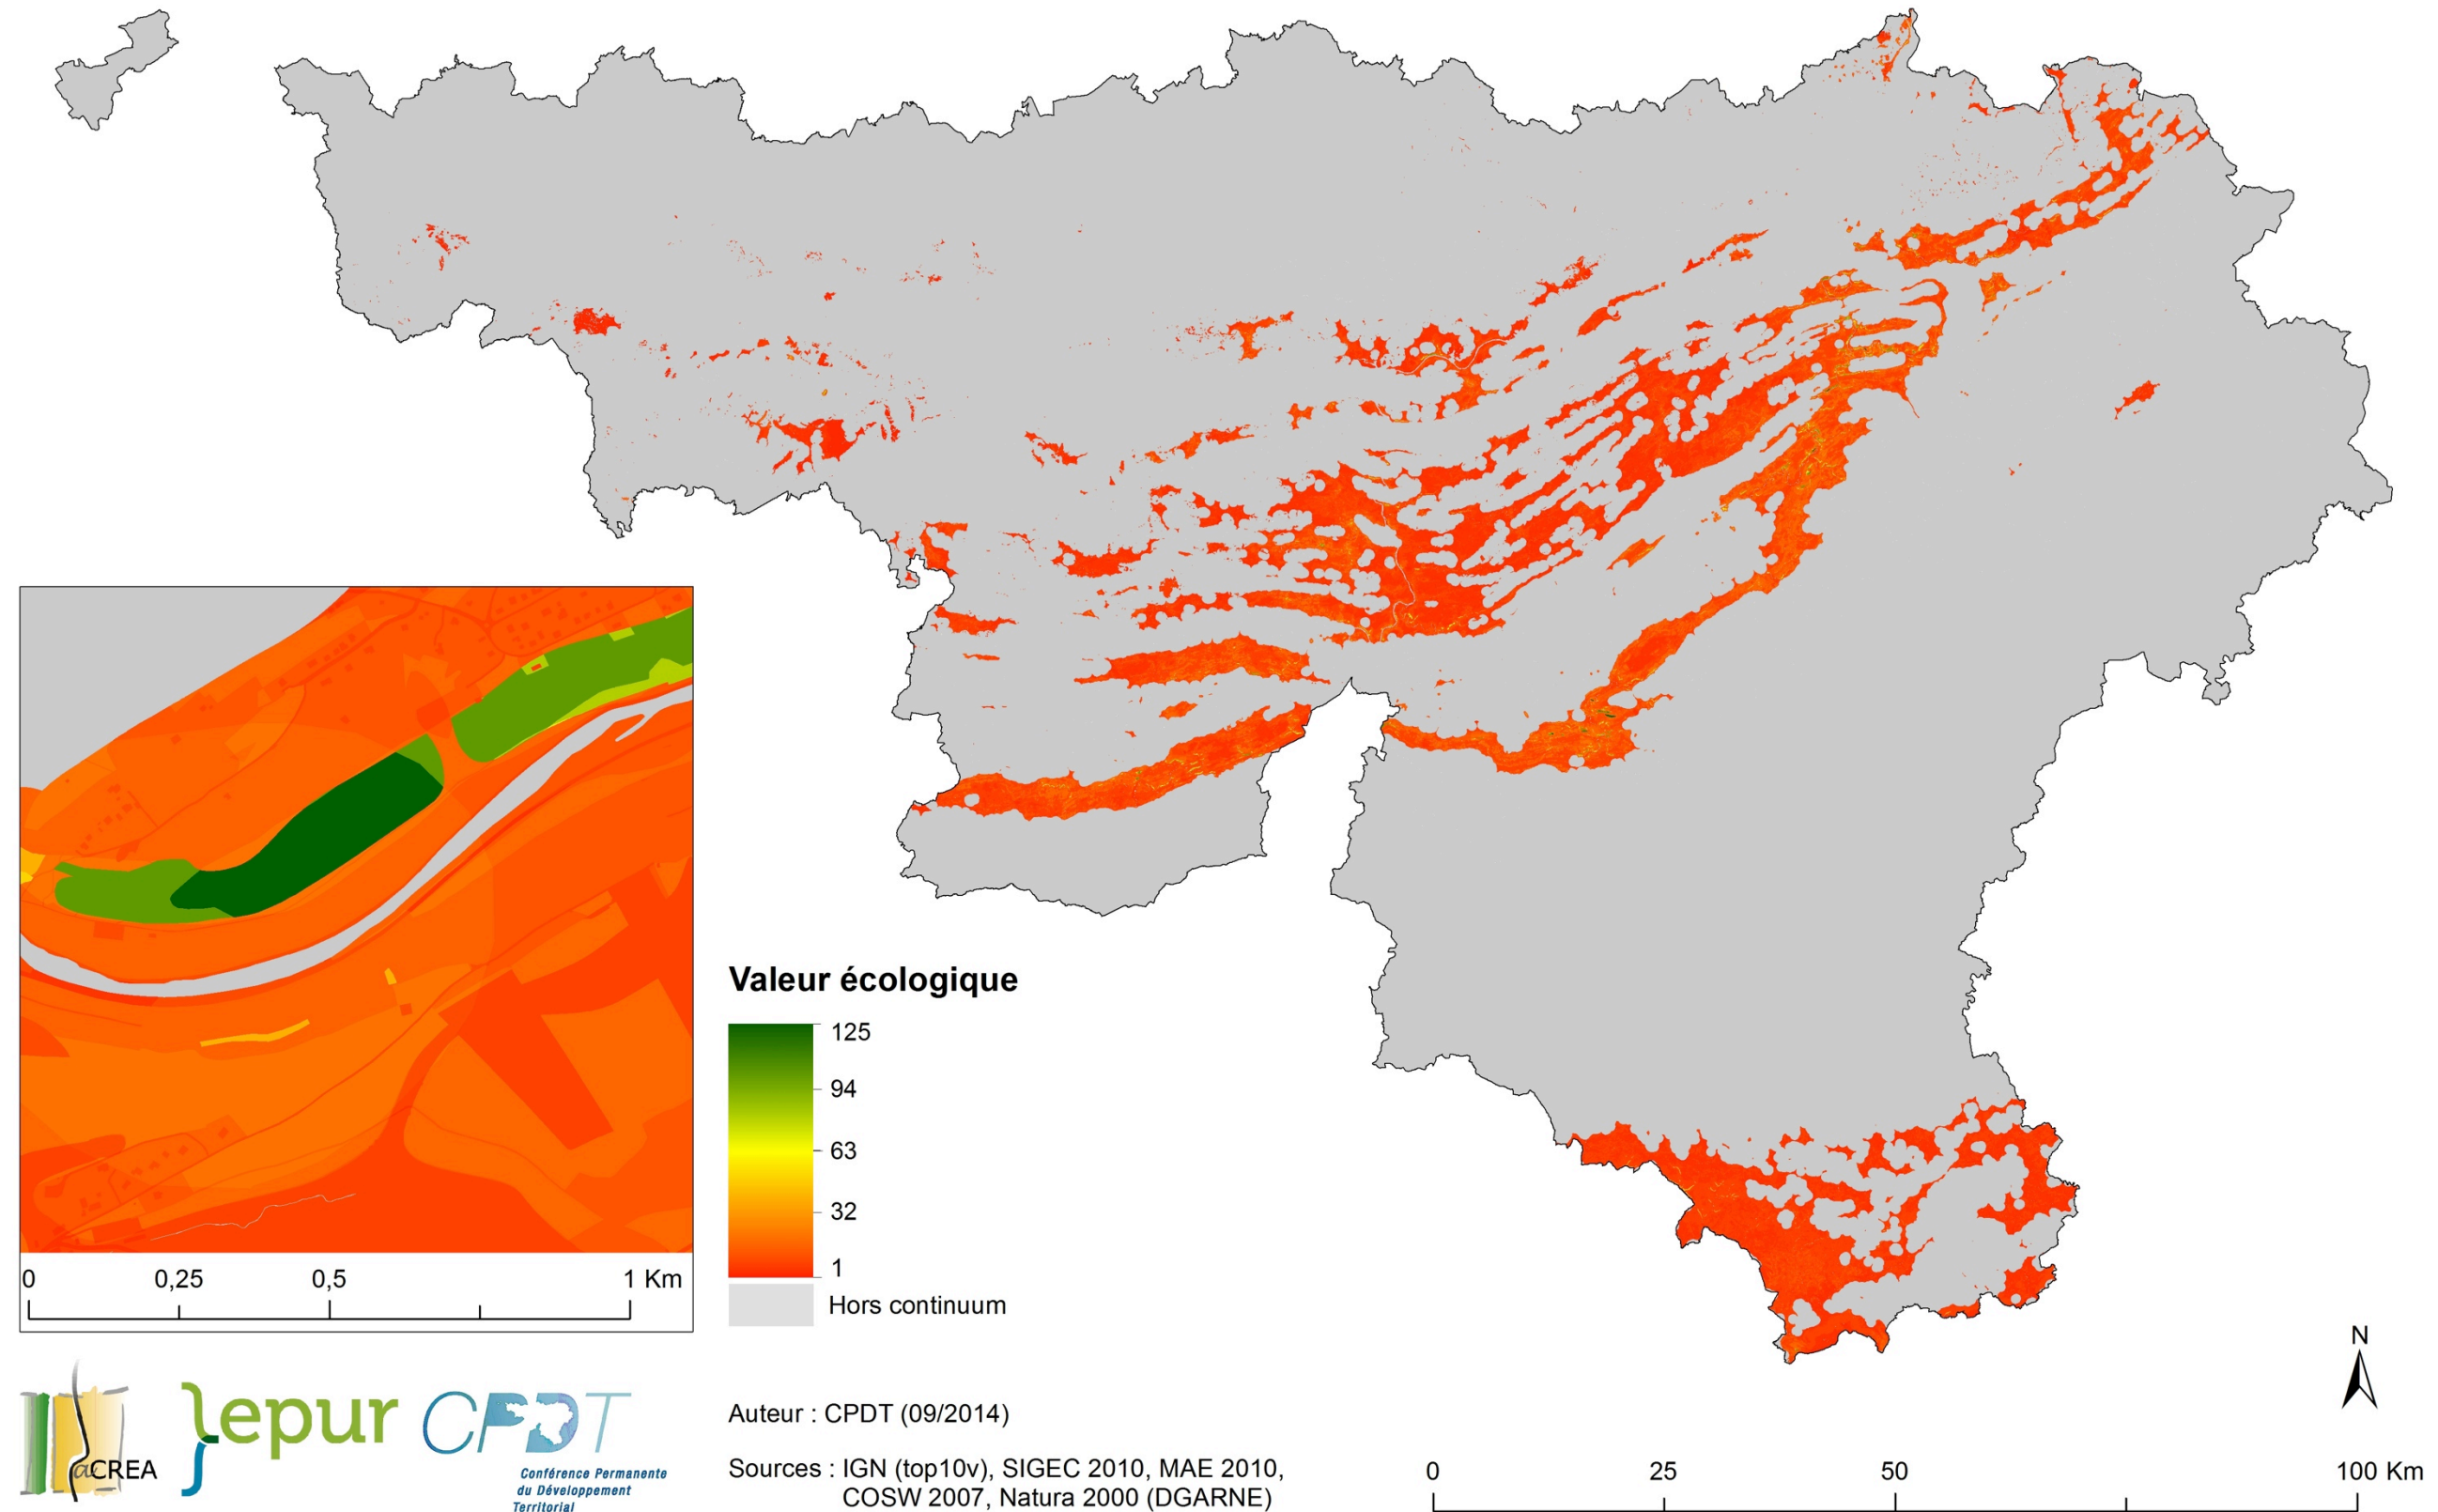 Valeur écologique
125
94
63
32
1
Hors continuum
0 0,25 0,5 1 Km
N
aCREA
lepur
CPDT
Conférence Permanente
du Développement
Territorial
Auteur : CPDT (09/2014)
Sources : IGN (top10v), SIGEC 2010, MAE 2010,
COSW 2007, Natura 2000 (DGARNE)
0 25 50 100 Km